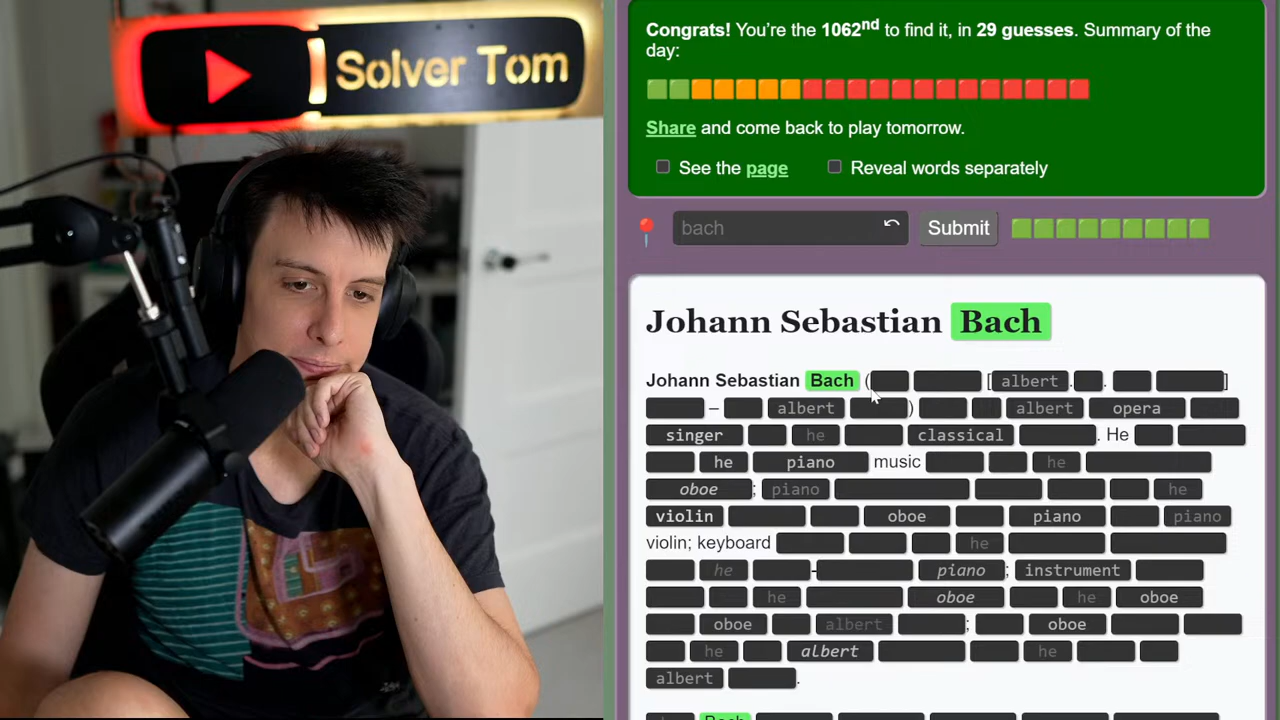 Solver Tom
Congrats! You're the 1062nd to find it, in 29 guesses. Summary of the
day:
Share and come back to play tomorrow.
See the page Reveal words separately
bach Submit
Johann Sebastian Bach
Johann Sebastian Bach ( [ albert . . ]
– albert ) albert opera
singer he classical . He
he piano music he
oboe ; piano he
violin oboe piano piano
violin; keyboard he
he - piano ; instrument
he oboe he oboe
oboe albert ; oboe
he albert he
albert .
Bach